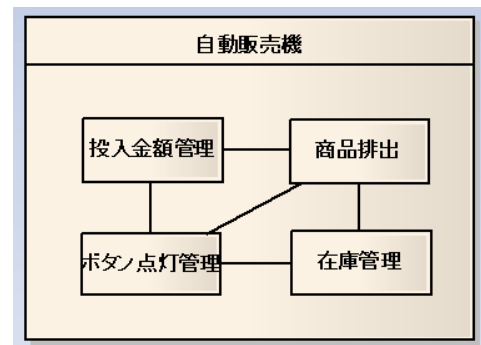 自動販売機
投入金額管理
商品排出
ボタン点灯管理
在庫管理